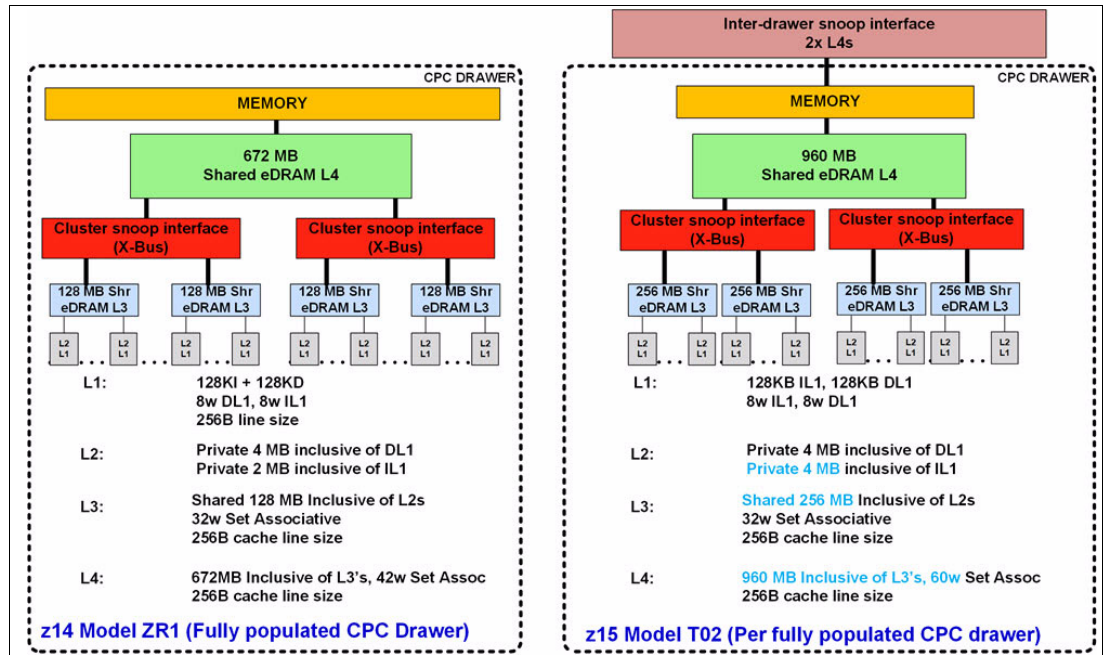 Inter-drawer snoop interface
2x L4s
CPC DRAWER
MEMORY
672 MB
Shared eDRAM L4
Cluster snoop interface
(X-Bus)
Cluster snoop interface
(X-Bus)
128 MB Shr
eDRAM L3
128 MB Shr
eDRAM L3
128 MB Shr
eDRAM L3
128 MB Shr
eDRAM L3
L2
L1
L2
L1
L2
L1
L2
L1
L2
L1
L2
L1
L2
L1
L2
L1
L1: 128KI + 128KD
8w DL1, 8w IL1
256B line size
L2: Private 4 MB inclusive of DL1
Private 2 MB inclusive of IL1
L3: Shared 128 MB Inclusive of L2s
32w Set Associative
256B cache line size
L4: 672MB Inclusive of L3's, 42w Set Assoc
256B cache line size
z14 Model ZR1 (Fully populated CPC Drawer)
CPC DRAWER
MEMORY
960 MB
Shared eDRAM L4
Cluster snoop interface
(X-Bus)
Cluster snoop interface
(X-Bus)
256 MB Shr
eDRAM L3
256 MB Shr
eDRAM L3
256 MB Shr
eDRAM L3
256 MB Shr
eDRAM L3
L2
L1
L2
L1
L2
L1
L2
L1
L2
L1
L2
L1
L2
L1
L2
L1
L1: 128KB IL1, 128KB DL1
8w IL1, 8w DL1
L2: Private 4 MB inclusive of DL1
Private 4 MB inclusive of IL1
L3: Shared 256 MB Inclusive of L2s
32w Set Associative
256B cache line size
L4: 960 MB Inclusive of L3's, 60w Set Assoc
256B cache line size
z15 Model T02 (Per fully populated CPC drawer)